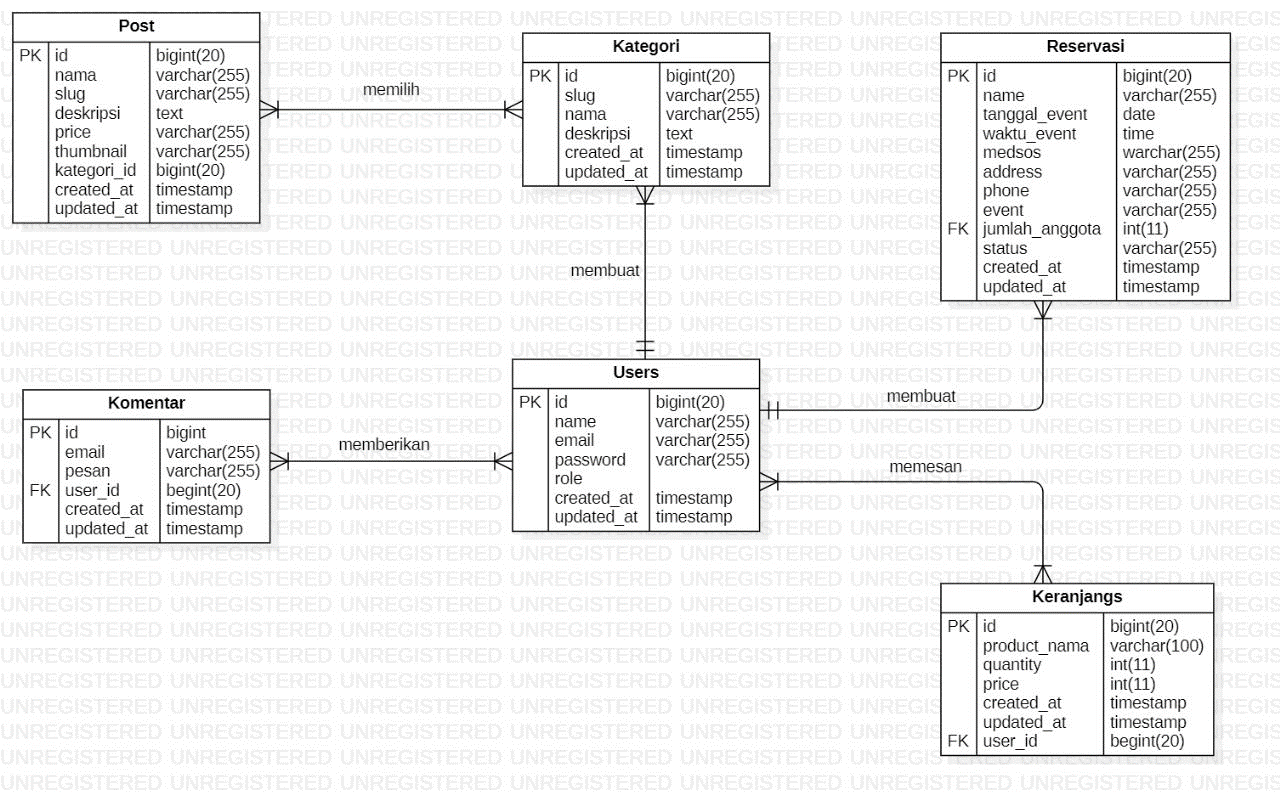 Post
PK id bigint(20)
nama varchar(255)
slug varchar(255)
deskripsi text
price varchar(255)
thumbnail varchar(255)
kategori_id bigint(20)
created_at timestamp
updated_at timestamp
memilih
Kategori
PK id bigint(20)
slug varchar(255)
nama varchar(255)
deskripsi text
created_at timestamp
updated_at timestamp
Reservasi
PK id bigint(20)
name varchar(255)
tanggal_event date
waktu_event time
medsos warchar(255)
address varchar(255)
phone varchar(255)
event varchar(255)
FK jumlah_anggota int(11)
status varchar(255)
created_at timestamp
updated_at timestamp
membuat
Komentar
PK id bigint
email varchar(255)
pesan varchar(255)
FK user_id begint(20)
created_at timestamp
updated_at timestamp
memberikan
Users
PK id bigint(20)
name varchar(255)
email varchar(255)
password varchar(255)
role
created_at timestamp
updated_at timestamp
membuat
memesan
Keranjangs
PK id bigint(20)
product_nama varchar(100)
quantity int(11)
price int(11)
created_at timestamp
updated_at timestamp
FK user_id begint(20)
UNREGISTERED